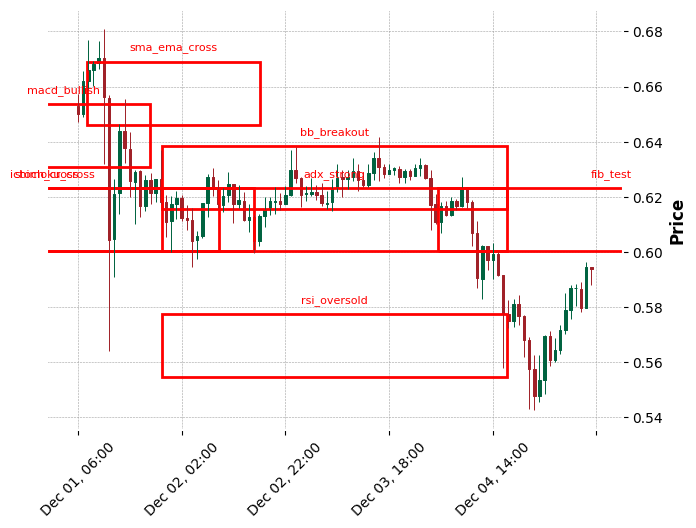 sma_ema_cross
macd_bullish
bb_breakout
stoch_cross
adx_strong
fib_test
rsi_oversold
0.68
0.66
0.64
0.62
0.60
0.58
0.56
0.54
Price
Dec 01, 06:00
Dec 02, 02:00
Dec 02, 22:00
Dec 03, 18:00
Dec 04, 14:00